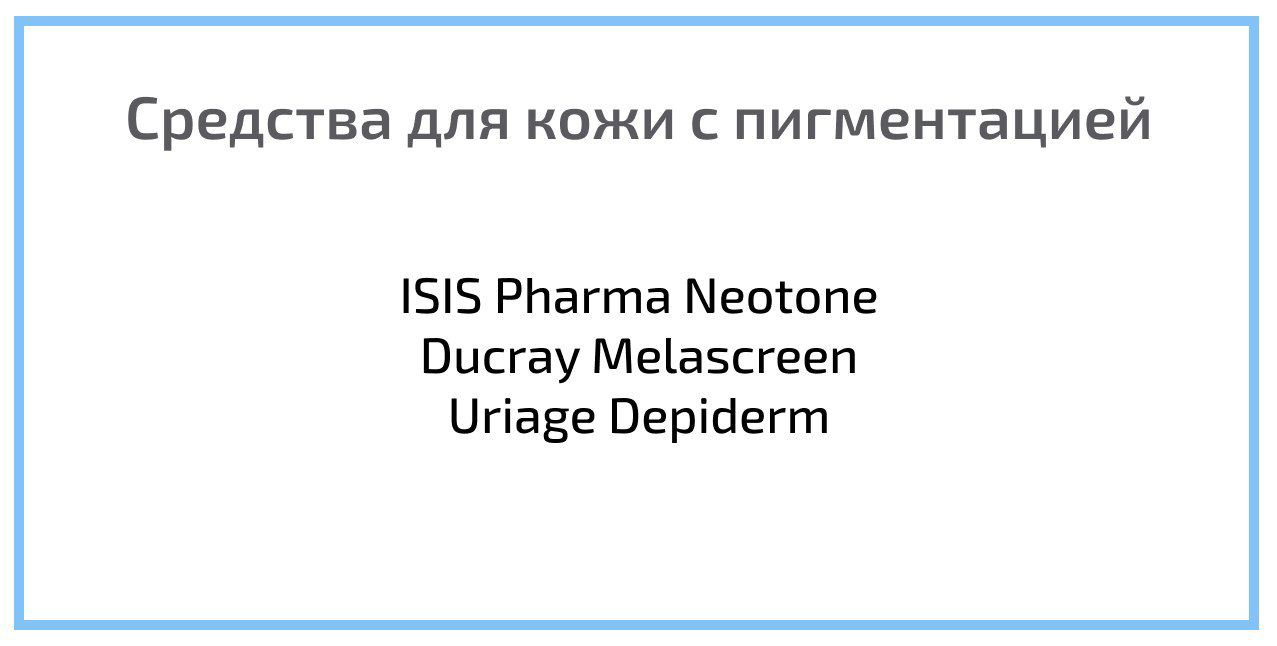 Средства для кожи с пигментацией
ISIS Pharma Neotone
Ducray Melascreen
Uriage Depiderm